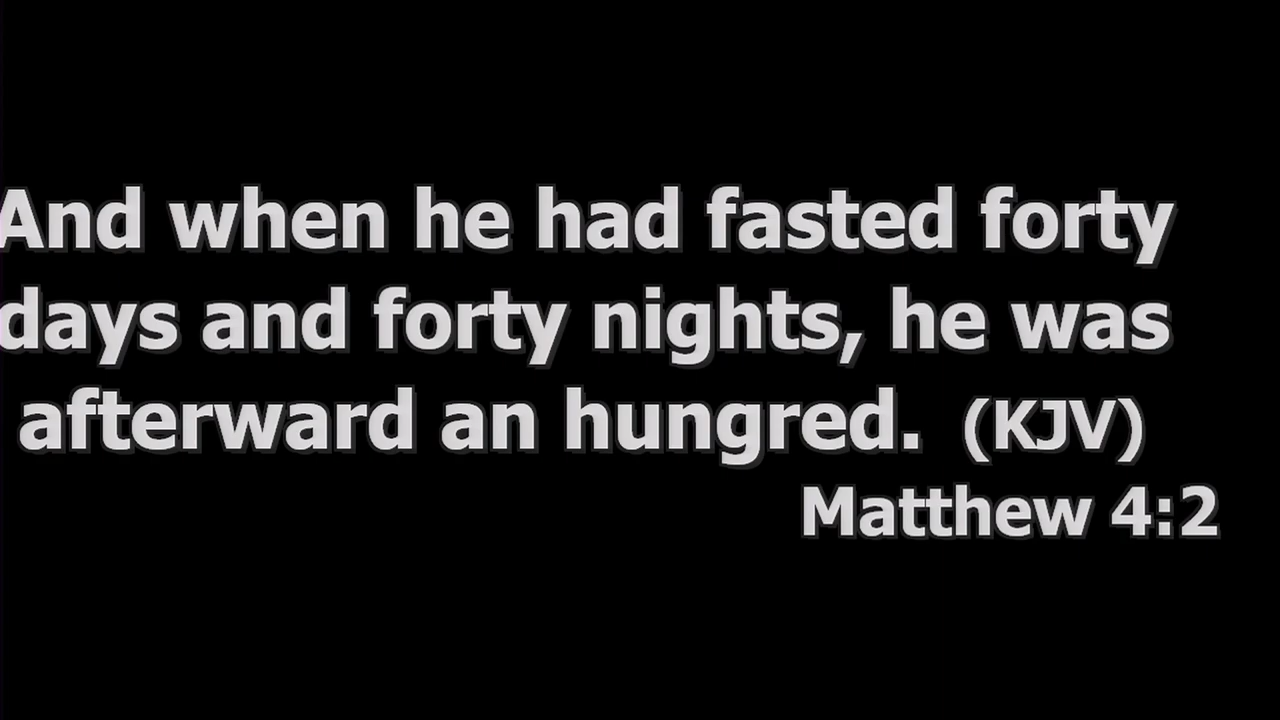 And when he had fasted forty
days and forty nights, he was
afterward an hungred. (KJV)
Matthew 4:2